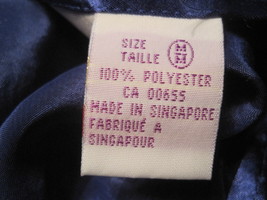 SIZE
TAILLE
M
M
100% POLYESTER
CA 00655
MADE IN SINGAPORE
FABRIQUÉ A
SINGAPOUR